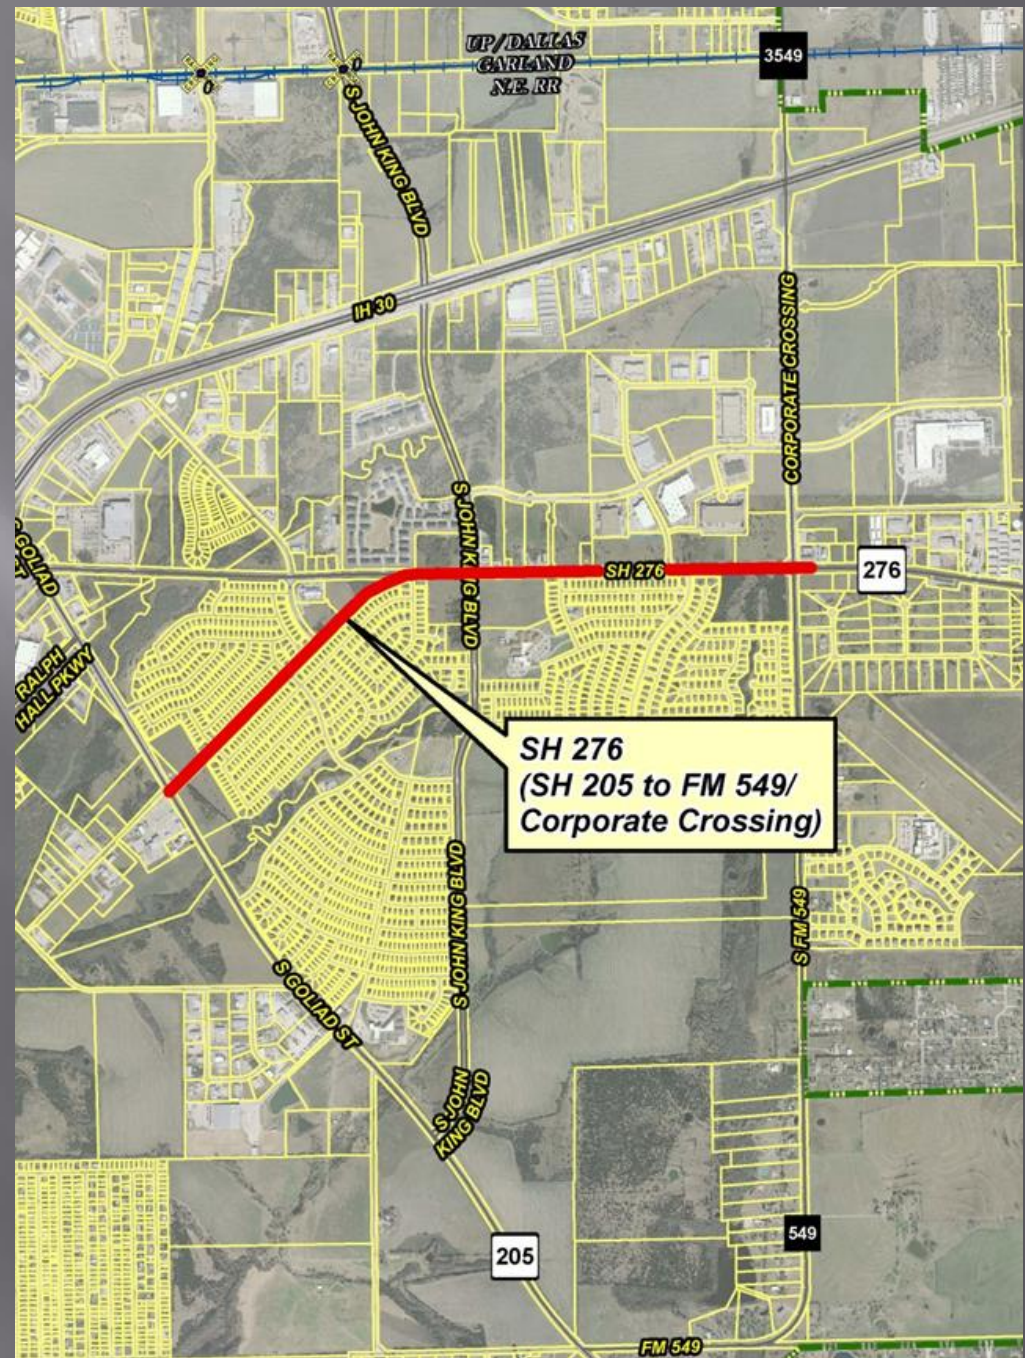 UP/DALLAS
GARLAND
N.E. RR
3549
0
0
S JOHN KING BLVD
IH 30
CORPORATE CROSSING
S JOHN KING BLVD
SH 276
276
S GOLIAD
ST
RALPH
HALL PKWY
SH 276
(SH 205 to FM 549/
Corporate Crossing)
S JOHN KING BLVD
S FM 549
S GOLIAD ST
S JOHN
KING BLVD
205
549
FM 549